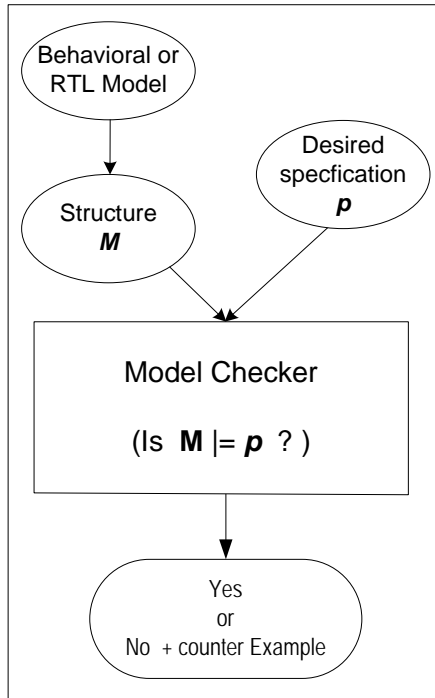 Behavioral or
RTL Model
Desired
specfication
p
Structure
M
Model Checker
(Is M |= p ? )
Yes
or
No + counter Example